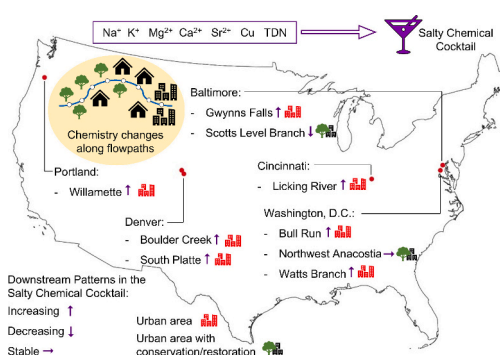 Na⁺ K⁺ Mg²⁺ Ca²⁺ Sr²⁺ Cu TDN
Salty Chemical
Cocktail
Chemistry changes
along flowpaths
Baltimore:
- Gwynns Falls ↑
- Scotts Level Branch ↓
Portland:
- Willamette ↑
Cincinnati:
- Licking River ↑
Denver:
- Boulder Creek ↑
- South Platte ↑
Washington, D.C.:
- Bull Run ↑
- Northwest Anacostia →
- Watts Branch ↑
Downstream Patterns in the
Salty Chemical Cocktail:
Increasing ↑
Decreasing ↓
Stable →
Urban area
Urban area with
conservation/restoration